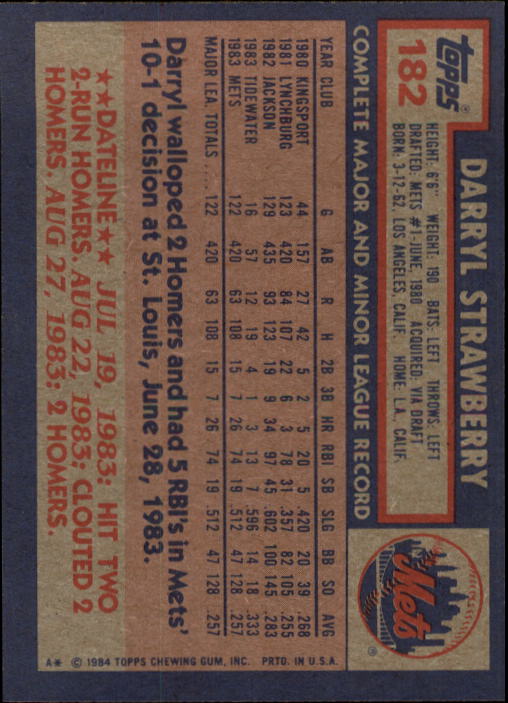 Topps®
182
DARRYL STRAWBERRY
HEIGHT: 6'6" WEIGHT: 190 BATS: LEFT THROWS: LEFT
DRAFTED: METS #1-JUNE, 1980 ACQUIRED: VIA DRAFT
BORN: 3-12-62, LOS ANGELES, CALIF. HOME: L.A., CALIF.
Mets
®
COMPLETE MAJOR AND MINOR LEAGUE RECORD
YEAR CLUB G AB R H 2B 3B HR RBI SB SLG BB SO AVG
1980 KINGSPORT 44 157 27 42 5 2 5 20 5 .420 20 39 .268
1981 LYNCHBURG 123 420 84 107 22 6 3 78 31 .357 82 105 .255
1982 JACKSON 129 435 93 123 19 9 34 97 45 .602 100 145 .283
1983 TIDEWATER 16 57 12 19 4 1 3 13 7 .596 14 18 .333
1983 METS 122 420 63 108 15 7 26 74 19 .512 47 128 .257
MAJOR LEA. TOTALS .... 122 420 63 108 15 7 26 74 19 .512 47 128 .257
Darryl walloped 2 Homers and had 5 RBI's in Mets'
10-1 decision at St. Louis, June 28, 1983.
★★DATELINE★★ JUL 19, 1983: HIT TWO
2-RUN HOMERS. AUG 22, 1983: CLOUTED 2
HOMERS. AUG 27, 1983: 2 HOMERS.
A* © 1984 TOPPS CHEWING GUM, INC. PRTD. IN U.S.A.